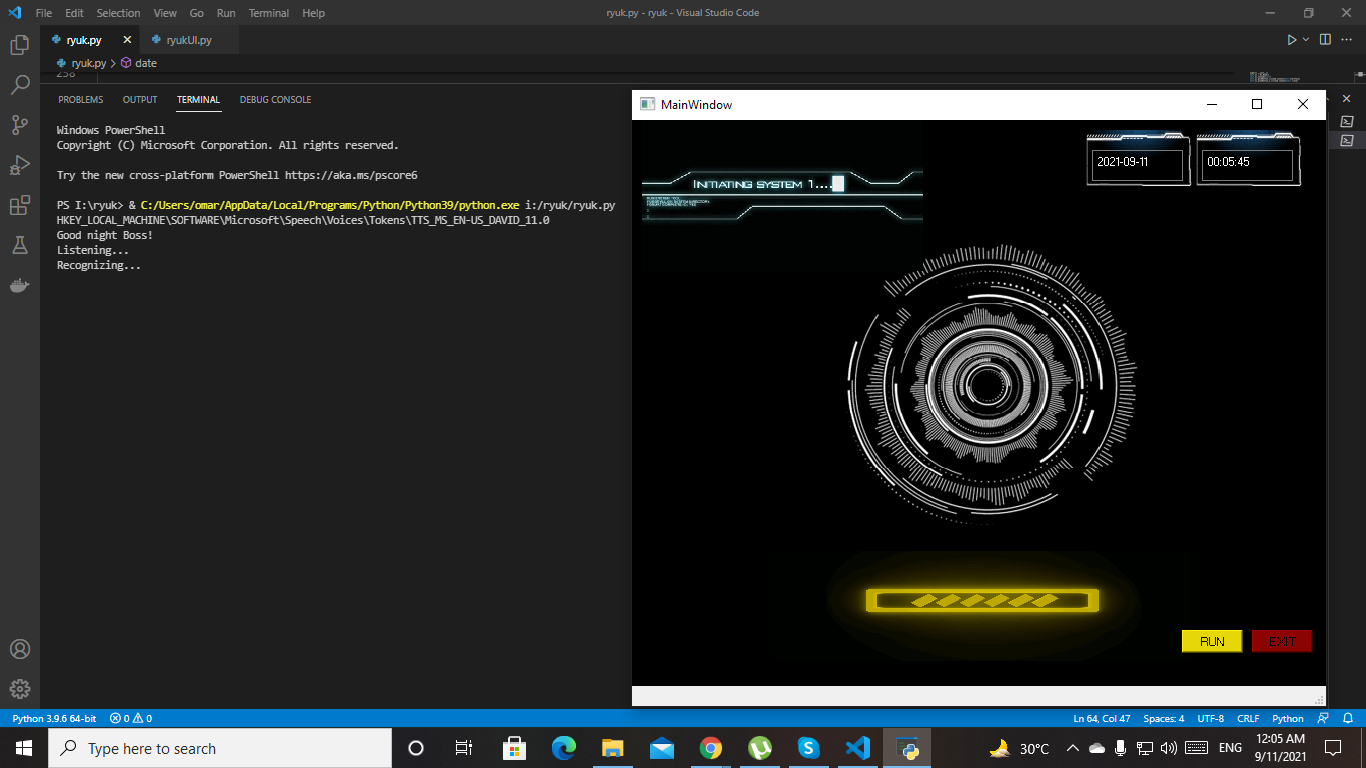 File Edit Selection View Go Run Terminal Help
ryuk.py - ryuk - Visual Studio Code
ryuk.py
ryukUI.py
ryuk.py > date
258
PROBLEMS OUTPUT TERMINAL DEBUG CONSOLE
Windows PowerShell
Copyright (C) Microsoft Corporation. All rights reserved.
Try the new cross-platform PowerShell https://aka.ms/pscore6
PS I:\ryuk> & C:/Users/omar/AppData/Local/Programs/Python/Python39/python.exe i:/ryuk/ryuk.py
HKEY_LOCAL_MACHINE\SOFTWARE\Microsoft\Speech\Voices\Tokens\TTS_MS_EN-US_DAVID_11.0
Good night Boss!
Listening...
Recognizing...
MainWindow
2021-09-11
00:05:45
INITIATING SYSTEM 1....
RUN
EXIT
Python 3.9.6 64-bit
0 0
Ln 64, Col 47
Spaces: 4
UTF-8
CRLF
Python
Type here to search
30°C
ENG
12:05 AM
9/11/2021